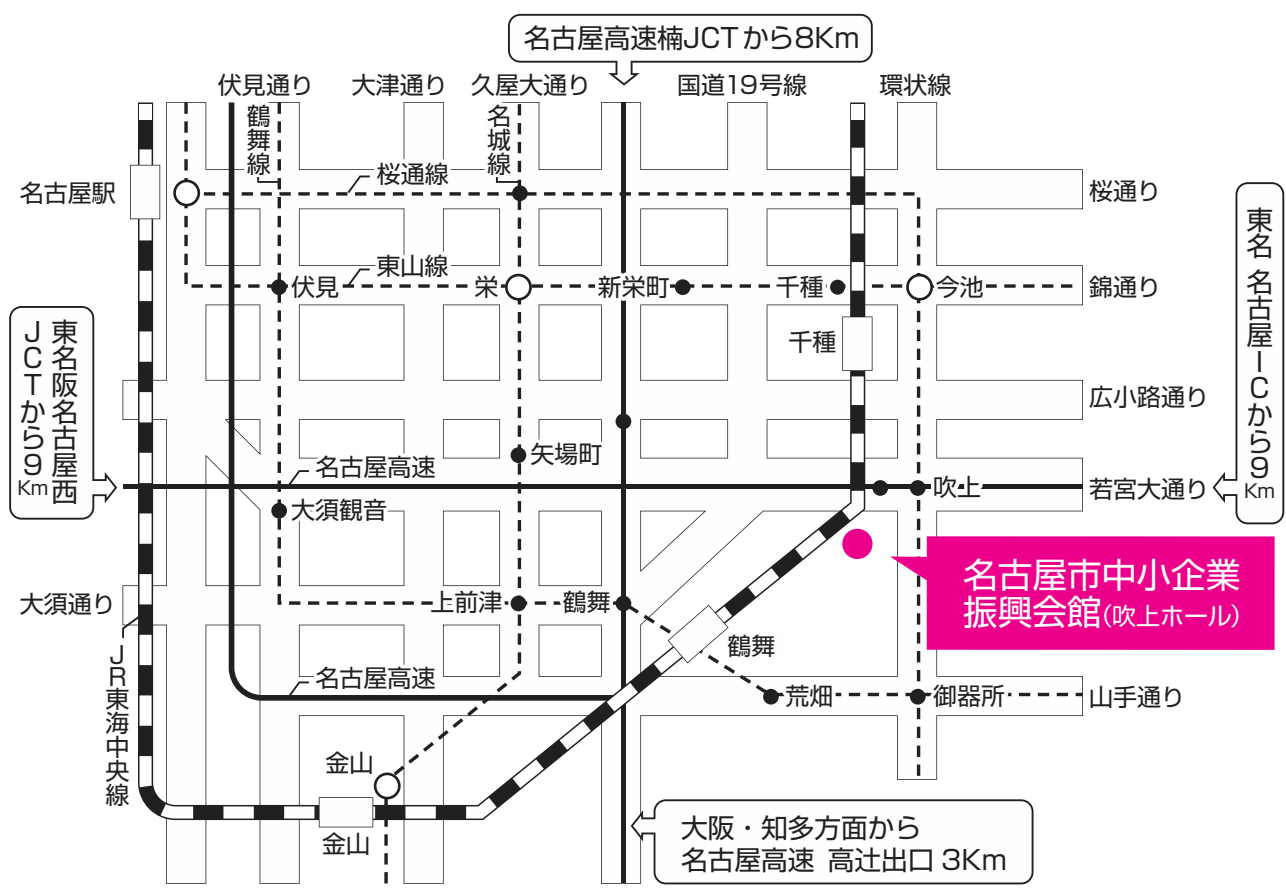 名古屋高速楠JCTから8Km
伏見通り
大津通り
久屋大通り
国道19号線
環状線
鶴舞線
名城線
桜通線
名古屋駅
桜通り
東山線
伏見
栄
新栄町
千種
今池
錦通り
千種
東名 名古屋ICから9Km
東名阪名古屋西
JCTから9Km
広小路通り
矢場町
名古屋高速
吹上
若宮大通り
大須観音
名古屋市中小企業
振興会館(吹上ホール)
大須通り
上前津
鶴舞
鶴舞
JR東海中央線
名古屋高速
荒畑
御器所
山手通り
金山
金山
大阪・知多方面から
名古屋高速 高辻出口 3Km